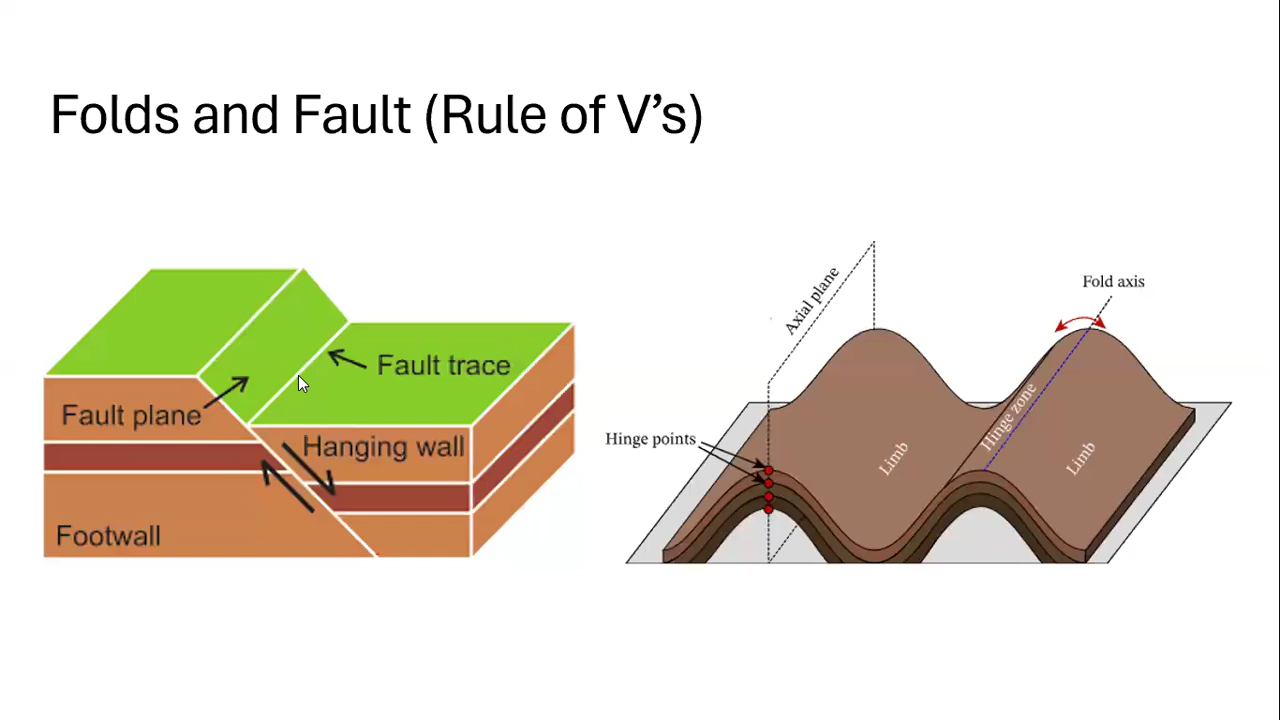 Folds and Fault (Rule of V’s)
Fault trace
Fault plane
Hanging wall
Footwall
Axial plane
Fold axis
Hinge points
Hinge zone
Limb
Limb